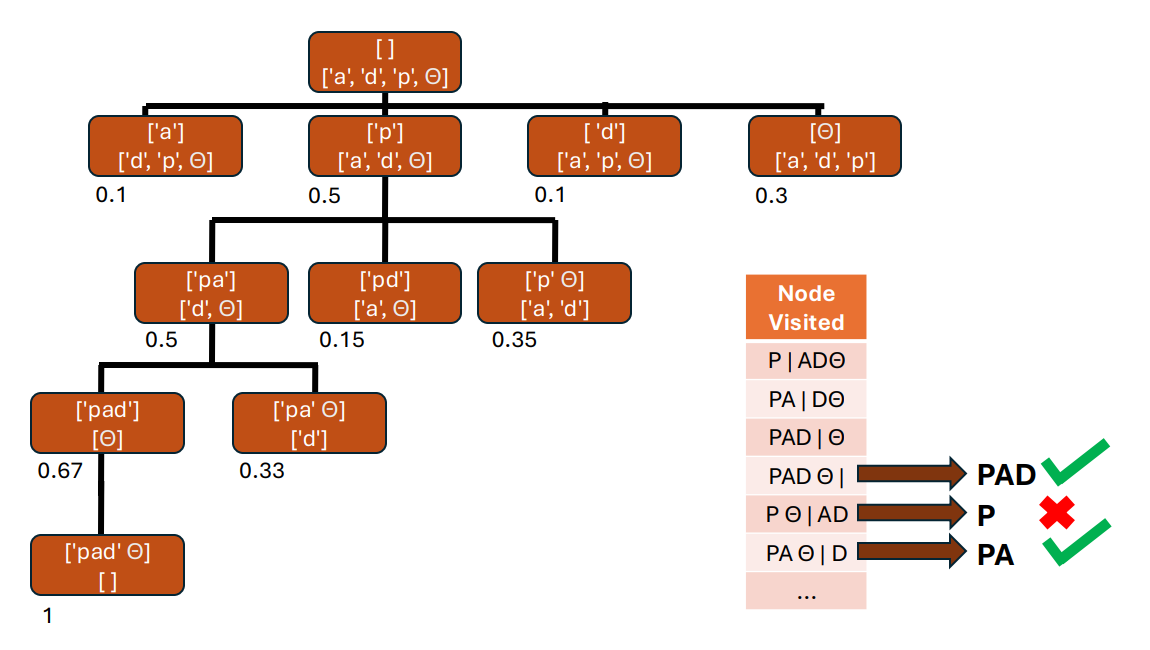 [ ]
['a', 'd', 'p', Θ]
['a']
['d', 'p', Θ]
['p']
['a', 'd', Θ]
[ 'd']
['a', 'p', Θ]
[Θ]
['a', 'd', 'p']
0.1
0.5
0.1
0.3
['pa']
['d', Θ]
['pd']
['a', Θ]
['p' Θ]
['a', 'd']
0.5
0.15
0.35
['pad']
[Θ]
['pa' Θ]
['d']
0.67
0.33
['pad' Θ]
[ ]
1
Node
Visited
P | ADΘ
PA | DΘ
PAD | Θ
PAD Θ |
PAD
P Θ | AD
P
PA Θ | D
PA
...